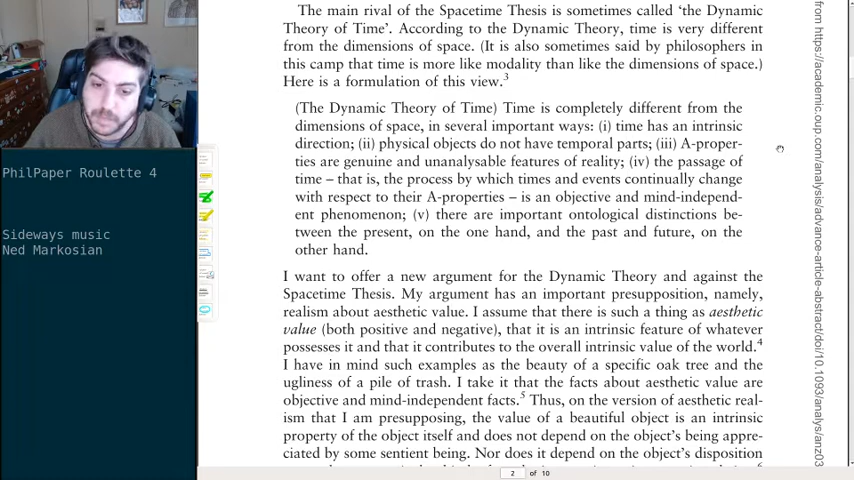 The main rival of the Spacetime Thesis is sometimes called ‘the Dynamic
Theory of Time’. According to the Dynamic Theory, time is very different
from the dimensions of space. (It is also sometimes said by philosophers in
this camp that time is more like modality than like the dimensions of space.)
Here is a formulation of this view.3
(The Dynamic Theory of Time) Time is completely different from the
dimensions of space, in several important ways: (i) time has an intrinsic
direction; (ii) physical objects do not have temporal parts; (iii) A-proper-
ties are genuine and unanalysable features of reality; (iv) the passage of
time – that is, the process by which times and events continually change
with respect to their A-properties – is an objective and mind-independ-
ent phenomenon; (v) there are important ontological distinctions be-
tween the present, on the one hand, and the past and future, on the
other hand.
I want to offer a new argument for the Dynamic Theory and against the
Spacetime Thesis. My argument has an important presupposition, namely,
realism about aesthetic value. I assume that there is such a thing as aesthetic
value (both positive and negative), that it is an intrinsic feature of whatever
possesses it and that it contributes to the overall intrinsic value of the world.4
I have in mind such examples as the beauty of a specific oak tree and the
ugliness of a pile of trash. I take it that the facts about aesthetic value are
objective and mind-independent facts.5 Thus, on the version of aesthetic real-
ism that I am presupposing, the value of a beautiful object is an intrinsic
property of the object itself and does not depend on the object’s being appre-
ciated by some sentient being. Nor does it depend on the object’s disposition
PhilPaper Roulette 4
Sideways music
Ned Markosian
2 of 10
from https://academic.oup.com/analysis/advance-article-abstract/doi/10.1093/analys/anz03